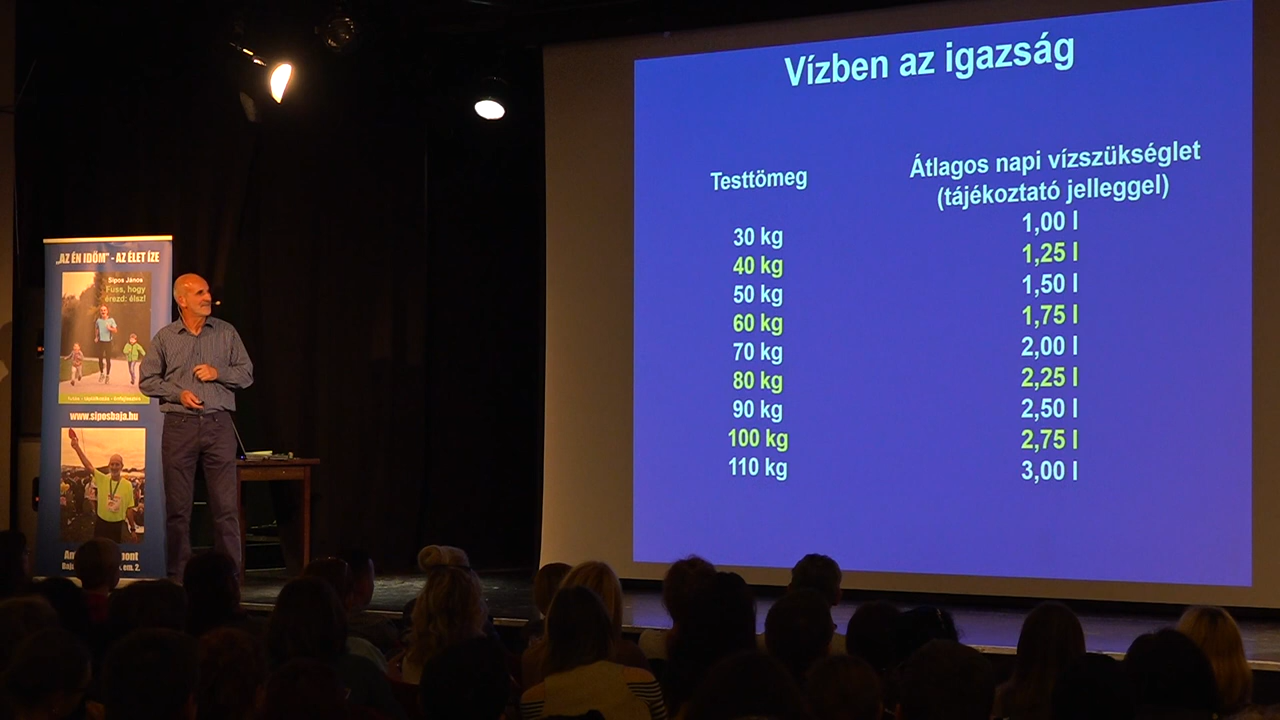 Vízben az igazság
Testtömeg
Átlagos napi vízszükséglet
(tájékoztató jelleggel)
30 kg 1,00 l
40 kg 1,25 l
50 kg 1,50 l
60 kg 1,75 l
70 kg 2,00 l
80 kg 2,25 l
90 kg 2,50 l
100 kg 2,75 l
110 kg 3,00 l
„AZ ÉN IDŐM" - AZ ÉLET ÍZE
Sipos János
Fuss, hogy
érezd: élsz!
www.siposbaja.hu
em. 2.